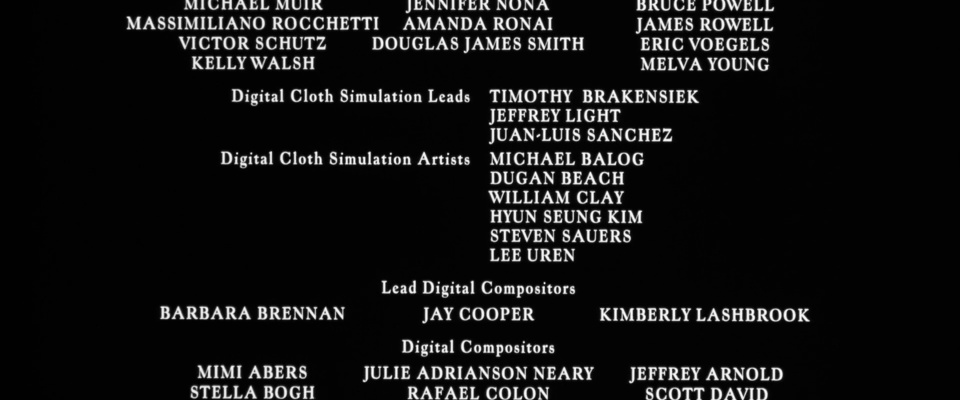 MICHAEL MUIR JENNIFER NONA BRUCE POWELL
MASSIMILIANO ROCCHETTI AMANDA RONAI JAMES ROWELL
VICTOR SCHUTZ DOUGLAS JAMES SMITH ERIC VOEGELS
KELLY WALSH MELVA YOUNG
Digital Cloth Simulation Leads TIMOTHY BRAKENSIEK
JEFFREY LIGHT
JUAN-LUIS SANCHEZ
Digital Cloth Simulation Artists MICHAEL BALOG
DUGAN BEACH
WILLIAM CLAY
HYUN SEUNG KIM
STEVEN SAUERS
LEE UREN
Lead Digital Compositors
BARBARA BRENNAN JAY COOPER KIMBERLY LASHBROOK
Digital Compositors
MIMI ABERS JULIE ADRIANSON NEARY JEFFREY ARNOLD
STELLA BOGH RAFAEL COLON SCOTT DAVID